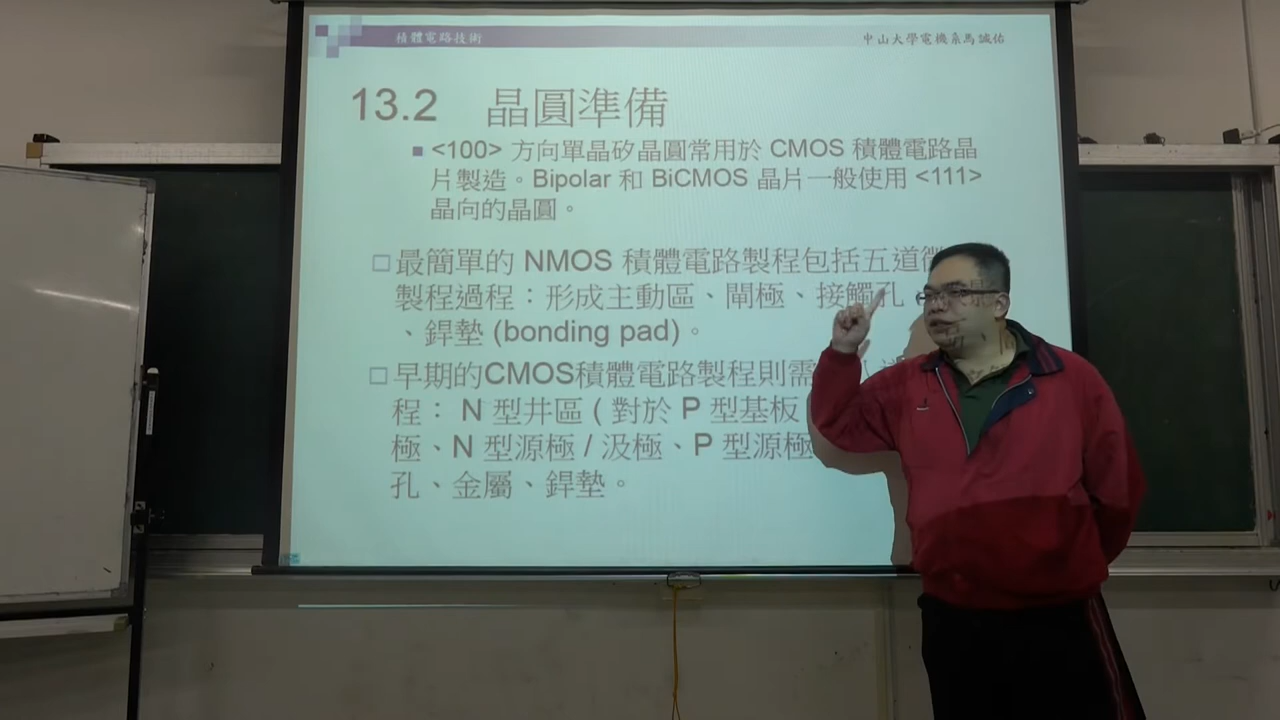 積體電路技術
中山大學電機系馬誠佑
13.2 晶圓準備
<100> 方向單晶矽晶圓常用於 CMOS 積體電路晶
片製造。Bipolar 和 BiCMOS 晶片一般使用 <111>
晶向的晶圓。
最簡單的 NMOS 積體電路製程包括五道微
製程過程：形成主動區、閘極、接觸孔
、銲墊 (bonding pad)。
早期的CMOS積體電路製程則需
程： N 型井區 ( 對於 P 型基板
極、N 型源極 / 汲極、P 型源極
孔、金屬、銲墊。